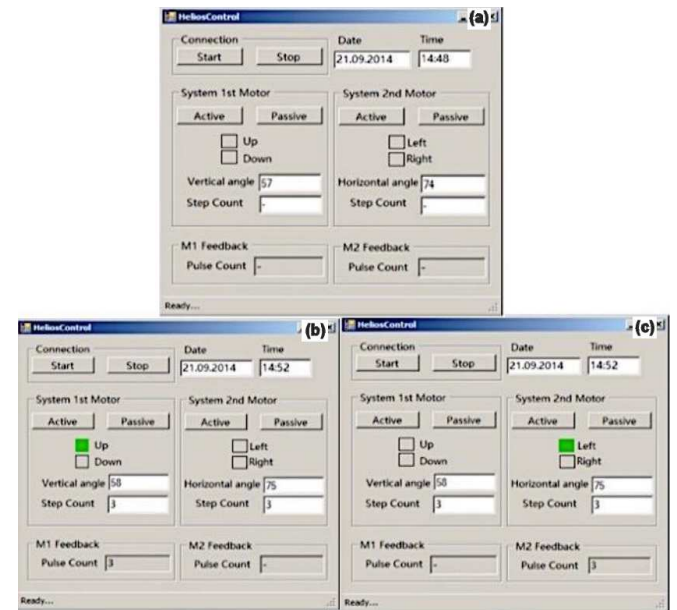 HeliosControl (a)
Connection Date Time
Start Stop 21.09.2014 14:48
System 1st Motor System 2nd Motor
Active Passive Active Passive
Up Left
Down Right
Vertical angle 57 Horizontal angle 74
Step Count - Step Count -
M1 Feedback M2 Feedback
Pulse Count - Pulse Count -
Ready...
HeliosControl (b)
Connection Date Time
Start Stop 21.09.2014 14:52
System 1st Motor System 2nd Motor
Active Passive Active Passive
Up Left
Down Right
Vertical angle 58 Horizontal angle 75
Step Count 3 Step Count 3
M1 Feedback M2 Feedback
Pulse Count 3 Pulse Count -
Ready...
HeliosControl (c)
Connection Date Time
Start Stop 21.09.2014 14:52
System 1st Motor System 2nd Motor
Active Passive Active Passive
Up Left
Down Right
Vertical angle 58 Horizontal angle 75
Step Count 3 Step Count 3
M1 Feedback M2 Feedback
Pulse Count - Pulse Count 3
Ready...